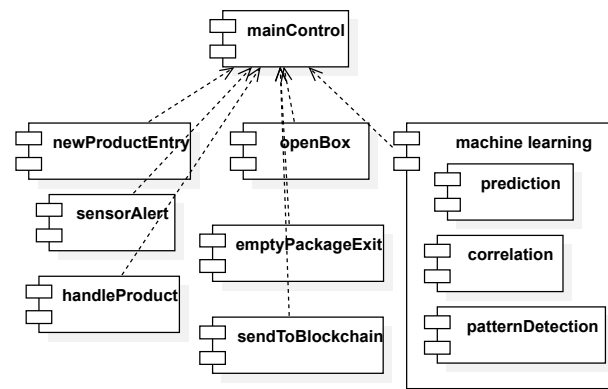 mainControl
newProductEntry
openBox
machine learning
prediction
sensorAlert
emptyPackageExit
correlation
handleProduct
sendToBlockchain
patternDetection